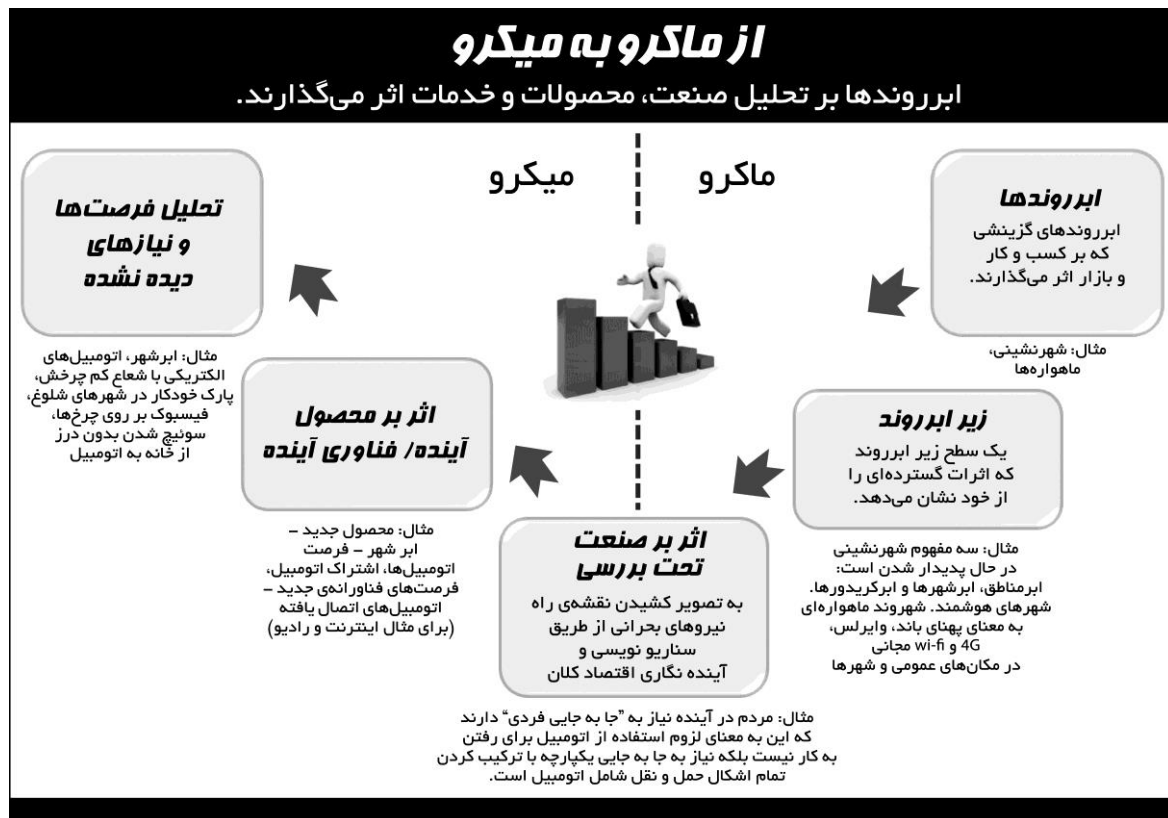 از ماکرو به میکرو
ابرروندها بر تحلیل صنعت، محصولات و خدمات اثر می‌گذارند.
ماکرو
میکرو
ابرروندها
ابرروندهای گزینشی
که بر کسب و کار
و بازار اثر می‌گذارند.
مثال: شهرنشینی،
ماهواره‌ها
زیر ابرروند
یک سطح زیر ابرروند
که اثرات گسترده‌ای را
از خود نشان می‌دهد.
مثال: سه مفهوم شهرنشینی
در حال پدیدار شدن است:
ابرمناطق، ابرشهرها و ابرکریدورها.
شهرهای هوشمند. شهروند ماهواره‌ای
به معنای پهنای باند، وایرلس،
4G و wi-fi مجانی
در مکان‌های عمومی و شهرها
اثر بر صنعت
تحت بررسی
به تصویر کشیدن نقشه‌ی راه
نیروهای بحرانی از طریق
سناریو نویسی و
آینده نگاری اقتصاد کلان
مثال: مردم در آینده نیاز به "جا به جایی فردی" دارند
که این به معنای لزوم استفاده از اتومبیل برای رفتن
به کار نیست بلکه نیاز به جا به جایی یکپارچه با ترکیب کردن
تمام اشکال حمل و نقل شامل اتومبیل است.
اثر بر محصول
آینده/ فناوری آینده
مثال: محصول جدید –
ابر شهر – فرصت
اتومبیل‌ها، اشتراک اتومبیل،
فرصت‌های فناورانه‌ی جدید –
اتومبیل‌های اتصال یافته
(برای مثال اینترنت و رادیو)
تحلیل فرصت‌ها
و نیازهای
دیده نشده
مثال: ابرشهر، اتومبیل‌های
الکتریکی با شعاع کم چرخش،
پارک خودکار در شهرهای شلوغ،
فیسبوک بر روی چرخ‌ها،
سوئیچ شدن بدون درز
از خانه به اتومبیل